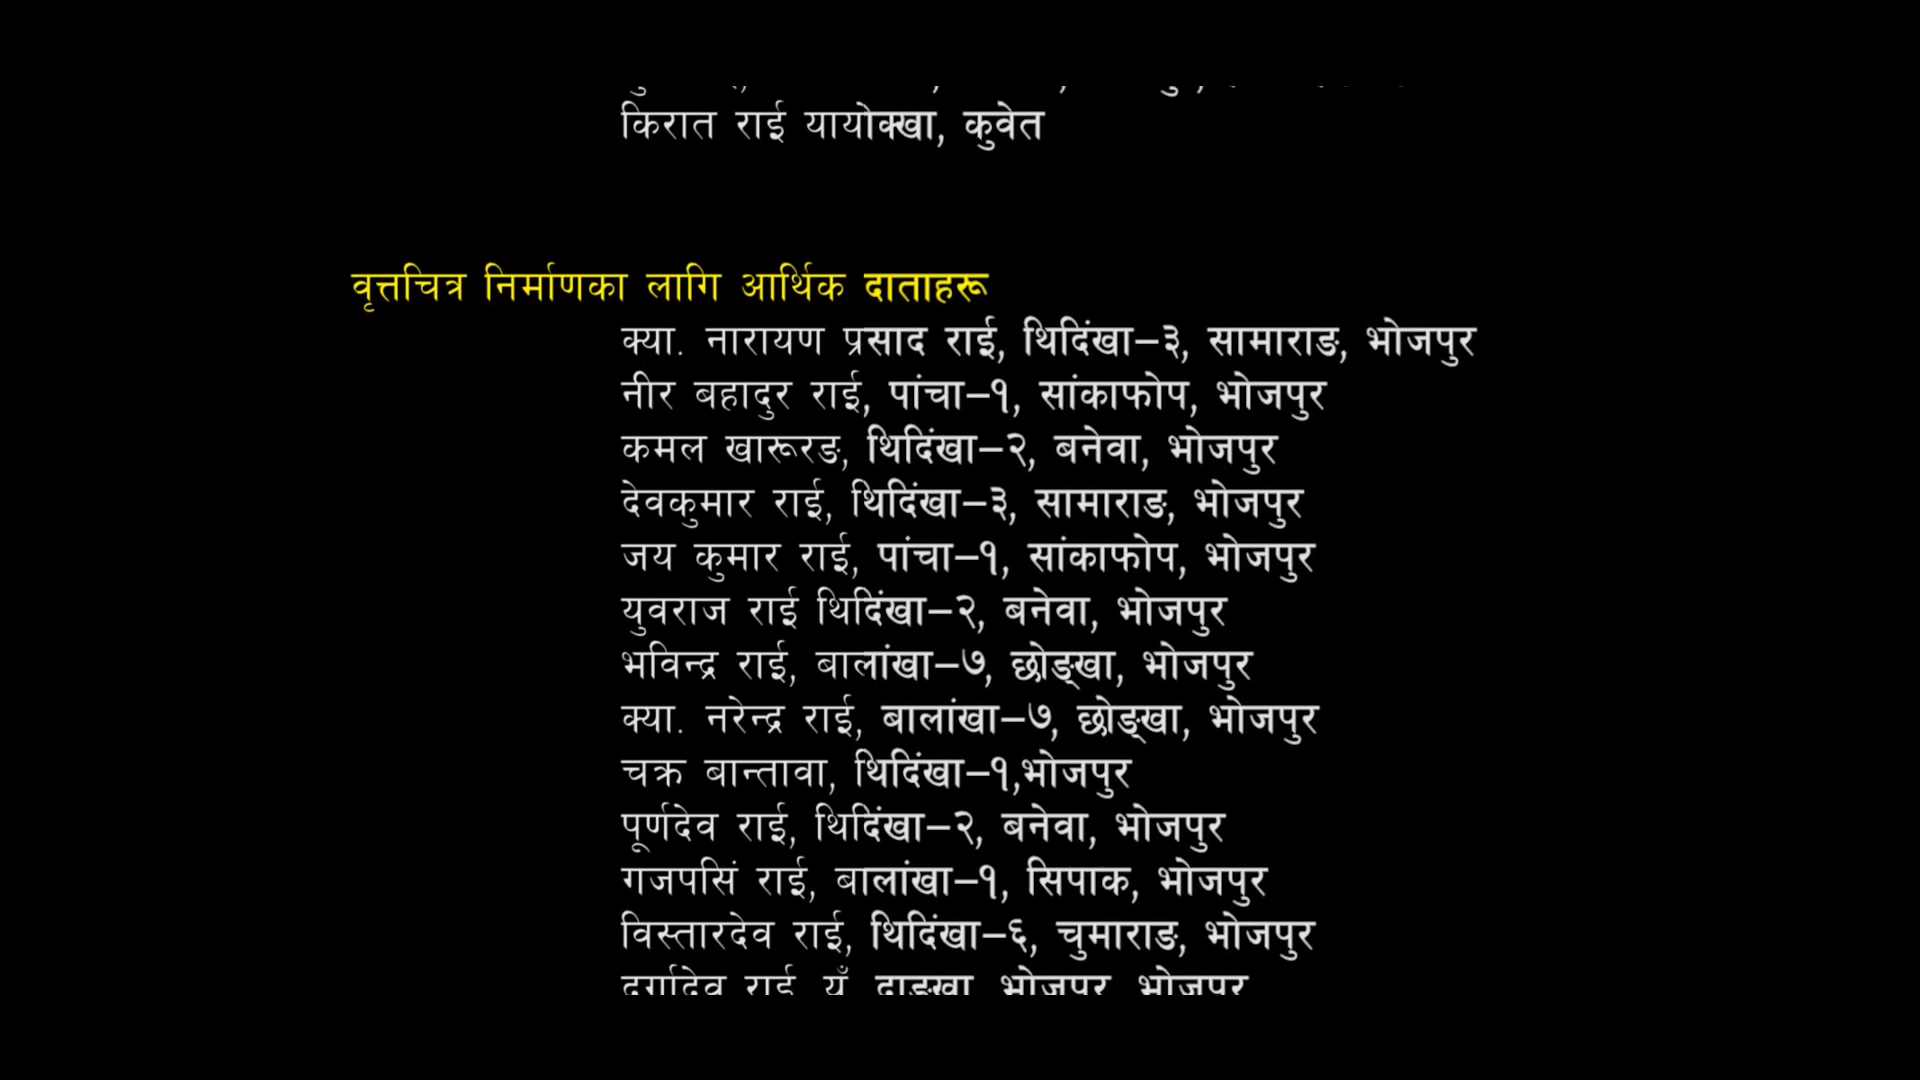 किरात राई यायोक्खा, कुवेत
वृत्तचित्र निर्माणका लागि आर्थिक दाताहरू
क्या. नारायण प्रसाद राई, थिदिंखा–३, सामाराङ, भोजपुर
नीर बहादुर राई, पांचा–१, सांकाफोप, भोजपुर
कमल खारूरङ, थिदिंखा–२, बनेवा, भोजपुर
देवकुमार राई, थिदिंखा–३, सामाराङ, भोजपुर
जय कुमार राई, पांचा–१, सांकाफोप, भोजपुर
युवराज राई थिदिंखा–२, बनेवा, भोजपुर
भविन्द्र राई, बालांखा–७, छोङ्खा, भोजपुर
क्या. नरेन्द्र राई, बालांखा–७, छोङ्खा, भोजपुर
चक्र बान्तावा, थिदिंखा–१,भोजपुर
पूर्णदेव राई, थिदिंखा–२, बनेवा, भोजपुर
गजपसिं राई, बालांखा–१, सिपाक, भोजपुर
विस्तारदेव राई, थिदिंखा–६, चुमाराङ, भोजपुर
राई भोजपुर भोजपुर